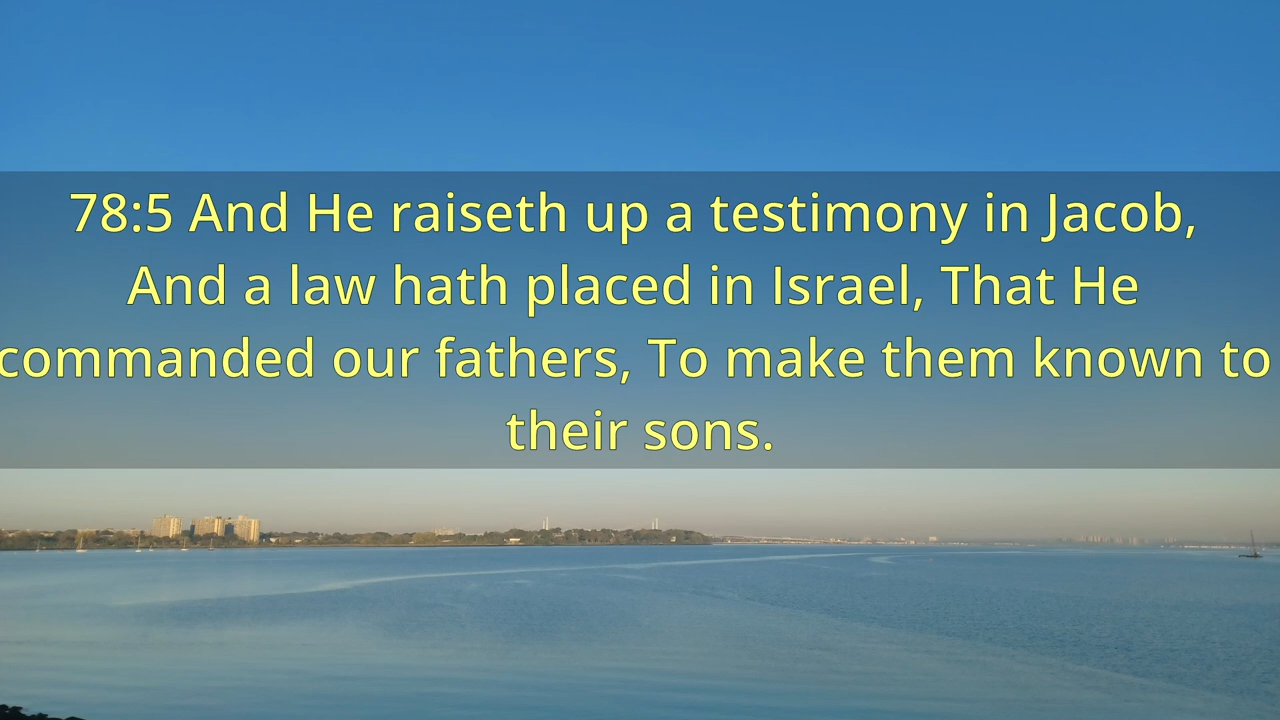 78:5 And He raiseth up a testimony in Jacob,
And a law hath placed in Israel, That He
commanded our fathers, To make them known to
their sons.